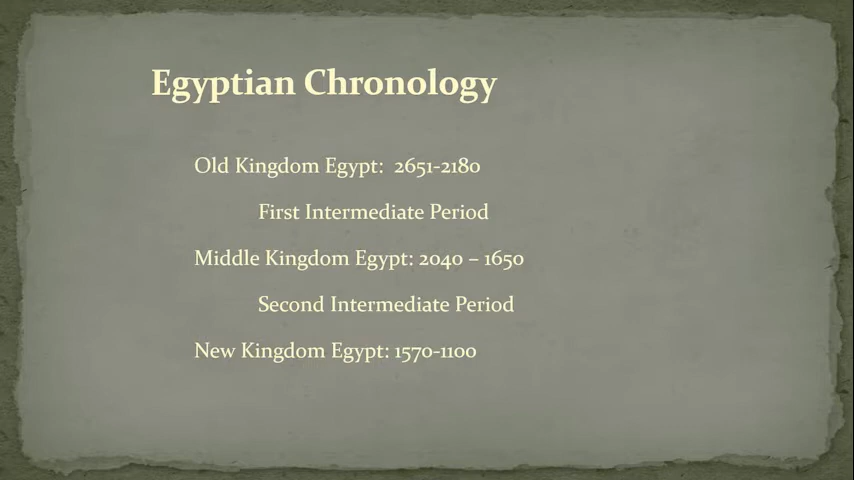 Egyptian Chronology
Old Kingdom Egypt: 2651-2180
First Intermediate Period
Middle Kingdom Egypt: 2040 – 1650
Second Intermediate Period
New Kingdom Egypt: 1570-1100